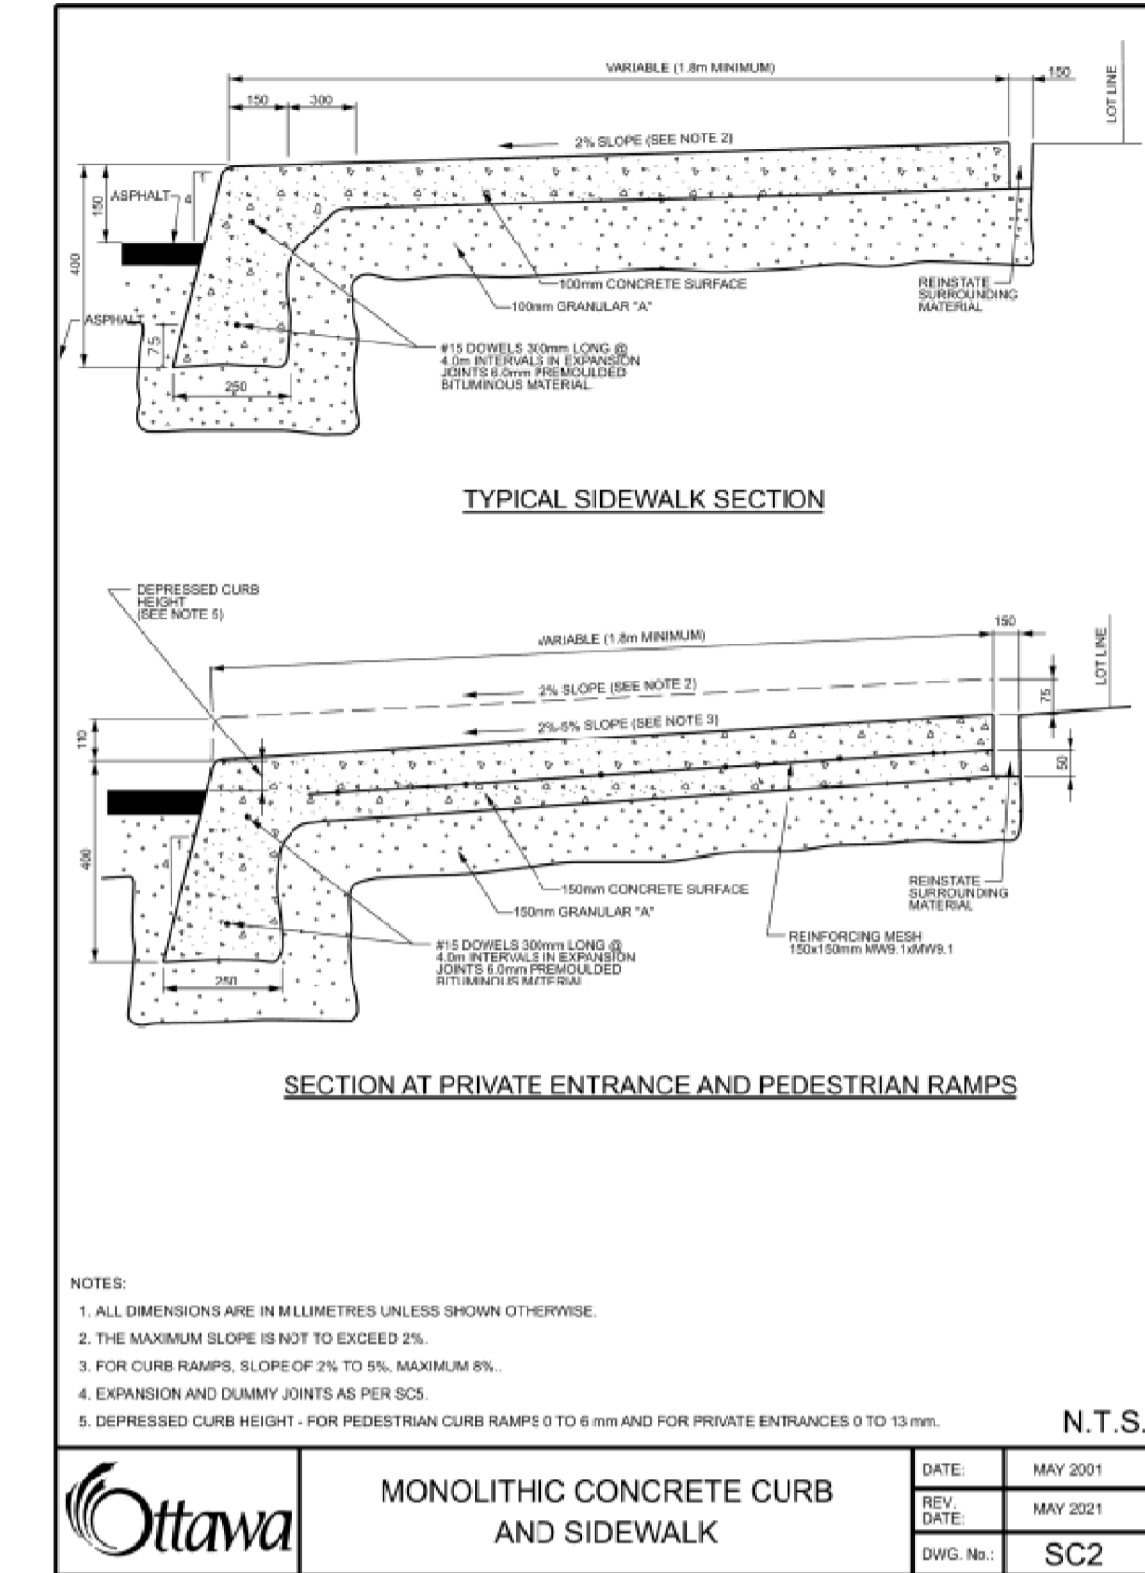 VARIABLE (1.8m MINIMUM)
150
LOT LINE
150
300
2% SLOPE (SEE NOTE 2)
ASPHALT
1
4
150
400
ASPHALT
75
250
100mm CONCRETE SURFACE
100mm GRANULAR "A"
REINSTATE
SURROUNDING
MATERIAL
#15 DOWELS 300mm LONG @
4.0m INTERVALS IN EXPANSION
JOINTS 6.0mm PREMOULDED
BITUMINOUS MATERIAL
TYPICAL SIDEWALK SECTION
DEPRESSED CURB
HEIGHT
(SEE NOTE 5)
VARIABLE (1.8m MINIMUM)
150
LOT LINE
2% SLOPE (SEE NOTE 2)
75
2%-5% SLOPE (SEE NOTE 3)
110
50
400
1
4
150mm CONCRETE SURFACE
150mm GRANULAR "A"
REINSTATE
SURROUNDING
MATERIAL
REINFORCING MESH
150x150mm MW9.1xMW9.1
#15 DOWELS 300mm LONG @
4.0m INTERVALS IN EXPANSION
JOINTS 6.0mm PREMOULDED
BITUMINOUS MATERIAL
250
SECTION AT PRIVATE ENTRANCE AND PEDESTRIAN RAMPS
NOTES:
1. ALL DIMENSIONS ARE IN MILLIMETRES UNLESS SHOWN OTHERWISE.
2. THE MAXIMUM SLOPE IS NOT TO EXCEED 2%.
3. FOR CURB RAMPS, SLOPE OF 2% TO 5%, MAXIMUM 8%..
4. EXPANSION AND DUMMY JOINTS AS PER SC5.
5. DEPRESSED CURB HEIGHT - FOR PEDESTRIAN CURB RAMPS 0 TO 6 mm AND FOR PRIVATE ENTRANCES 0 TO 13 mm.
N.T.S.
Ottawa
MONOLITHIC CONCRETE CURB
AND SIDEWALK
DATE: MAY 2001
REV.
DATE: MAY 2021
DWG. No.: SC2